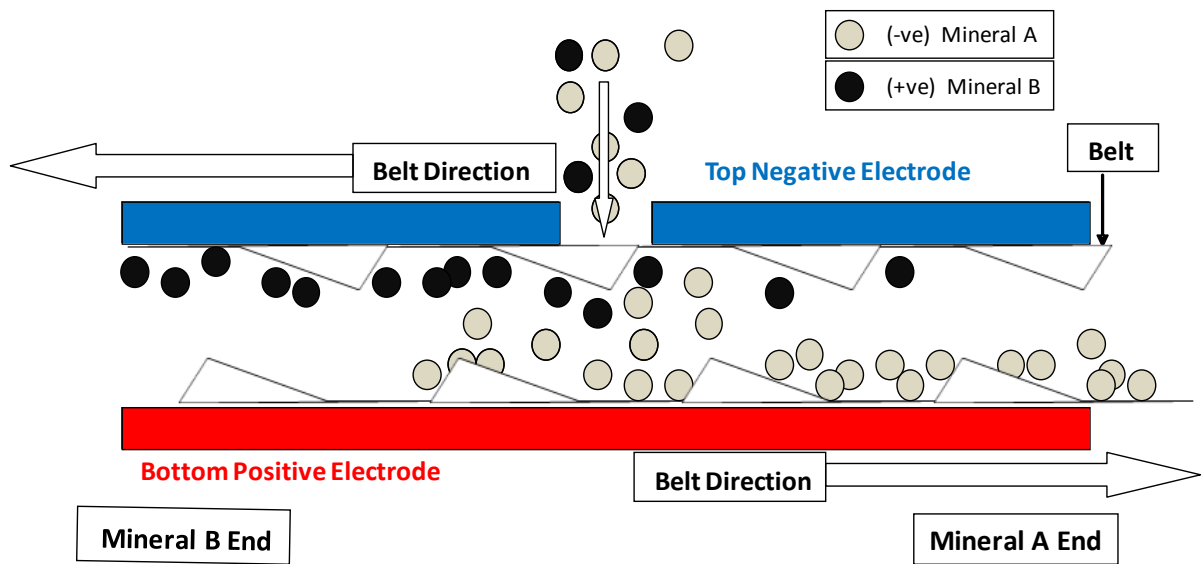 (-ve) Mineral A
(+ve) Mineral B
Belt Direction
Top Negative Electrode
Belt
Bottom Positive Electrode
Belt Direction
Mineral B End
Mineral A End